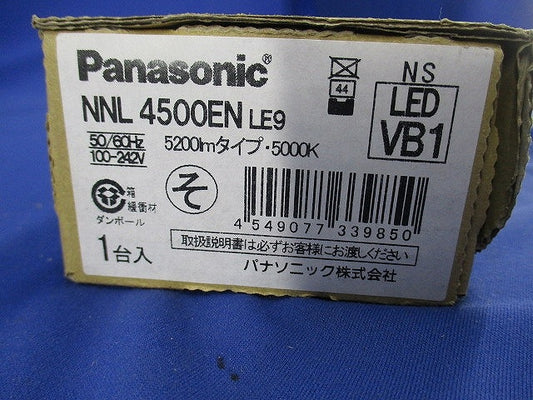 Panasonic®
NNL 4500EN LE9
50/60Hz
100-242V
5200lmタイプ・5000K
44
NS
LED
VB1
箱
緩衝材
ダンボール
そ
1台入
4 549077 339850
取扱説明書は必ずお客様にお渡しください
パナソニック株式会社